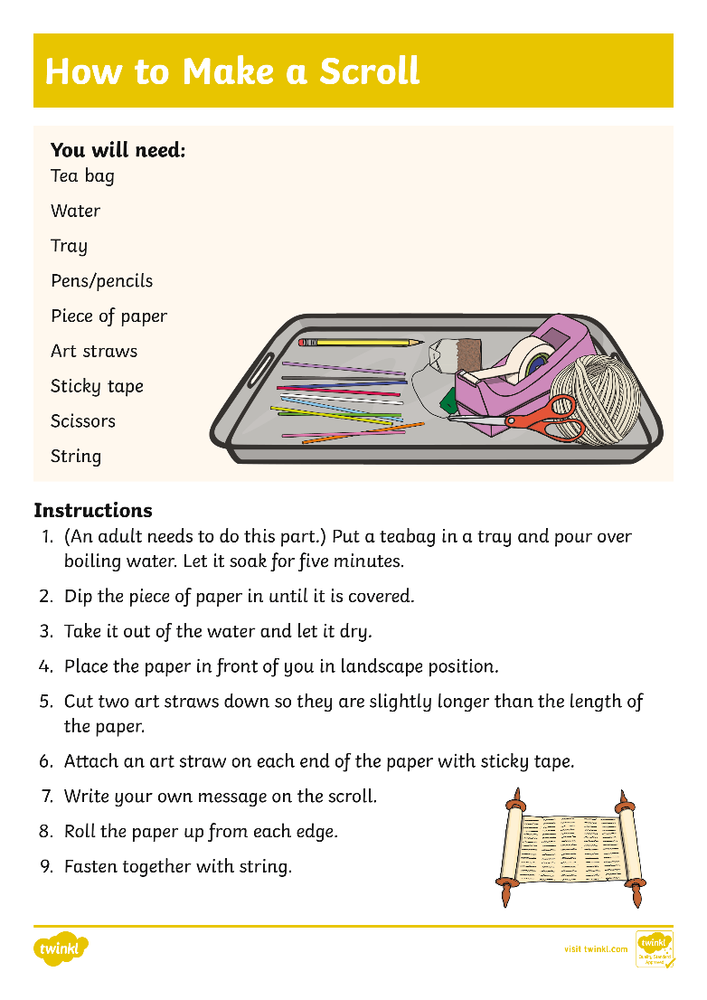 How to Make a Scroll
You will need:
Tea bag
Water
Tray
Pens/pencils
Piece of paper
Art straws
Sticky tape
Scissors
String
Instructions
1. (An adult needs to do this part.) Put a teabag in a tray and pour over
boiling water. Let it soak for five minutes.
2. Dip the piece of paper in until it is covered.
3. Take it out of the water and let it dry.
4. Place the paper in front of you in landscape position.
5. Cut two art straws down so they are slightly longer than the length of
the paper.
6. Attach an art straw on each end of the paper with sticky tape.
7. Write your own message on the scroll.
8. Roll the paper up from each edge.
9. Fasten together with string.
twinkl
visit twinkl.com
twinkl
Quality Standard
Approved